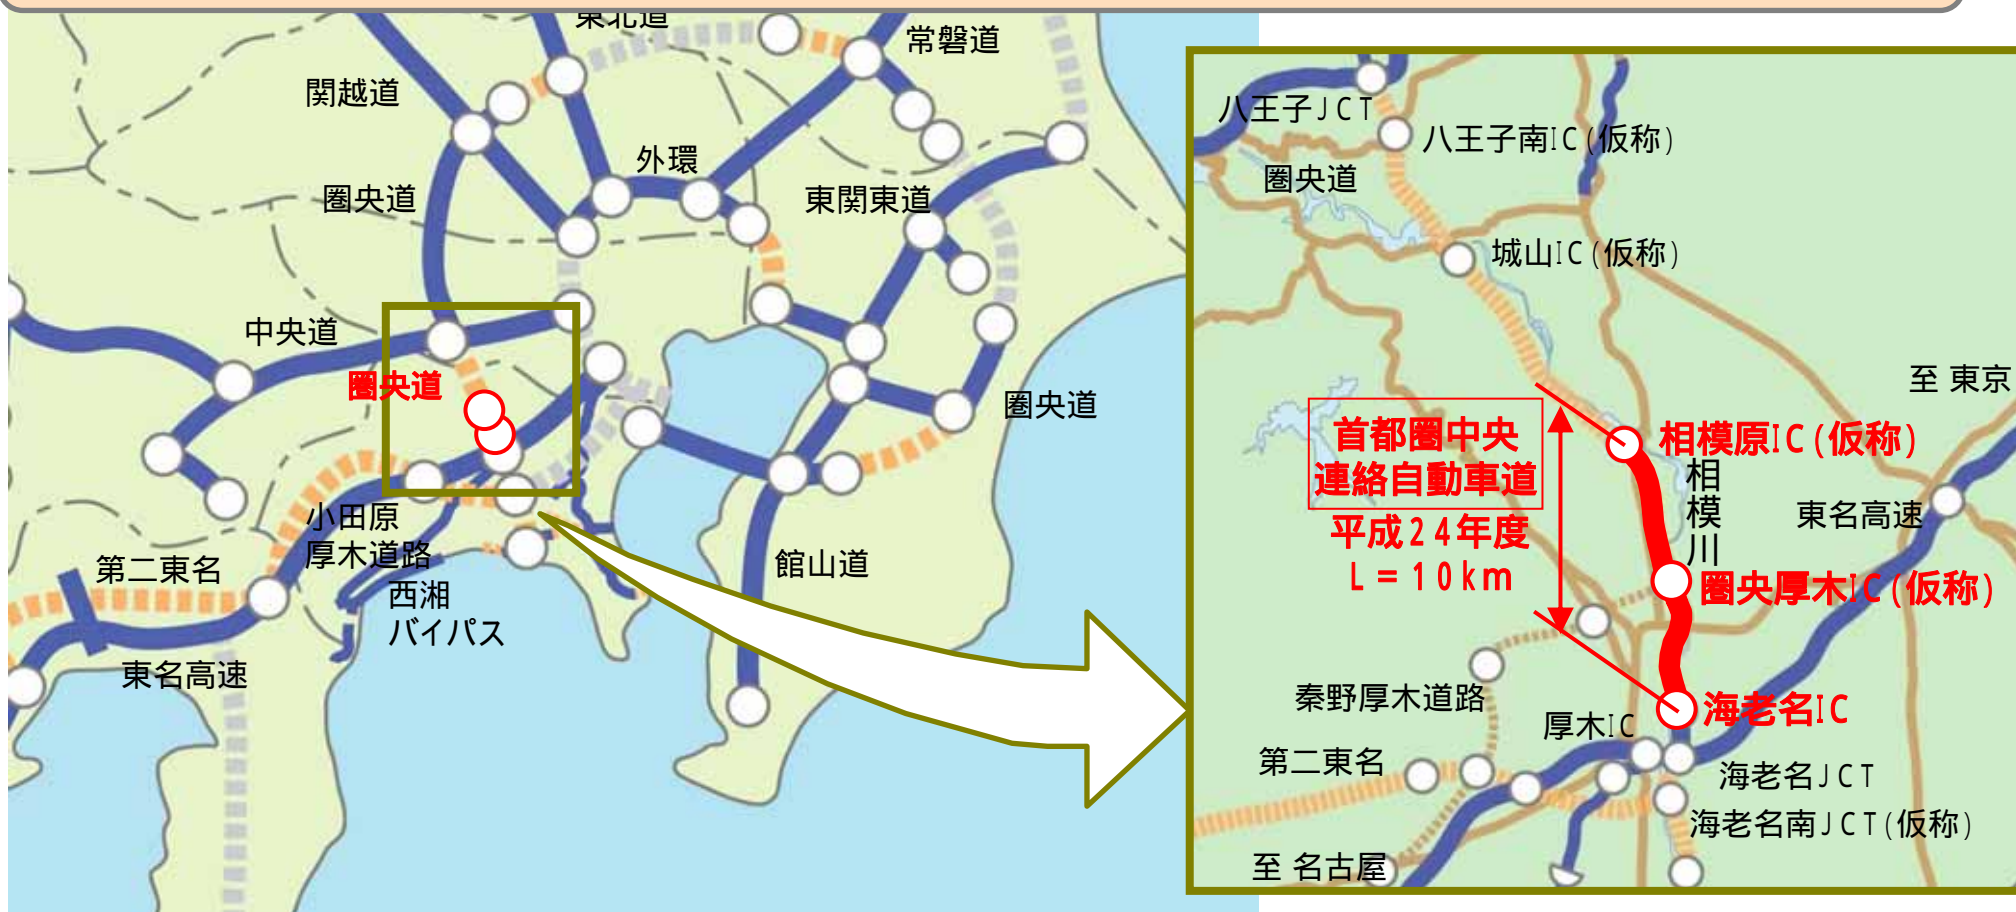 東北道
常磐道
関越道
外環
圏央道
東関東道
中央道
圏央道
圏央道
小田原
厚木道路
第二東名
西湘
バイパス
館山道
東名高速
八王子JCT
八王子南IC(仮称)
圏央道
城山IC(仮称)
至 東京
首都圏中央
連絡自動車道
平成24年度
L=10km
相模原IC(仮称)
相模川
東名高速
圏央厚木IC(仮称)
秦野厚木道路
海老名IC
厚木IC
第二東名
海老名JCT
海老名南JCT(仮称)
至 名古屋